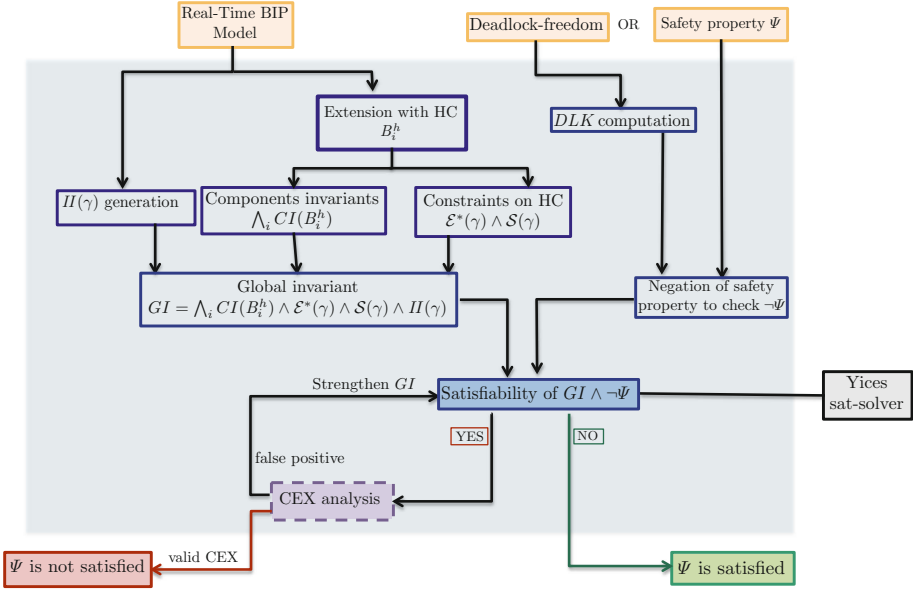 Real-Time BIP
Model
Deadlock-freedom
OR
Safety property Ψ
Extension with HC
B_i^h
DLK computation
II(γ) generation
Components invariants
⋀_i CI(B_i^h)
Constraints on HC
ℰ*(γ) ∧ 𝒮(γ)
Global invariant
GI = ⋀_i CI(B_i^h) ∧ ℰ*(γ) ∧ 𝒮(γ) ∧ II(γ)
Negation of safety
property to check ¬Ψ
Strengthen GI
Satisfiability of GI ∧ ¬Ψ
Yices
sat-solver
YES
NO
false positive
CEX analysis
valid CEX
Ψ is not satisfied
Ψ is satisfied